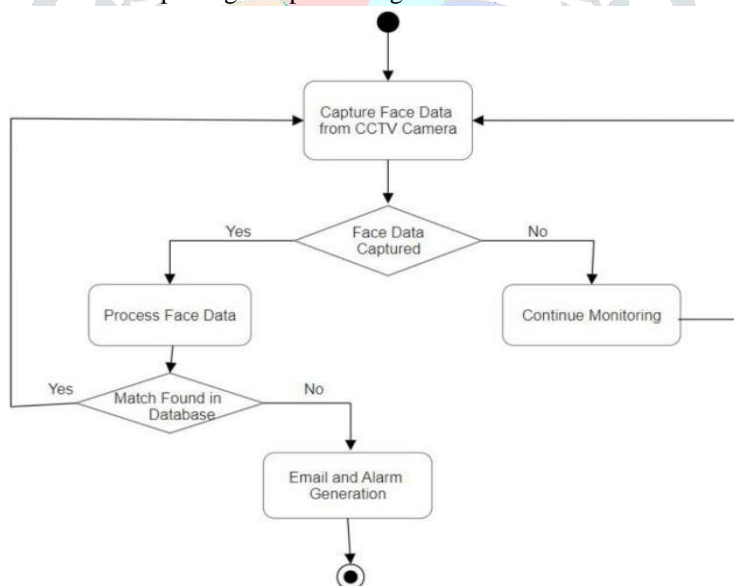 Capture Face Data
from CCTV Camera
Face Data
Captured
Yes
No
Process Face Data
Continue Monitoring
Match Found in
Database
Yes
No
Email and Alarm
Generation